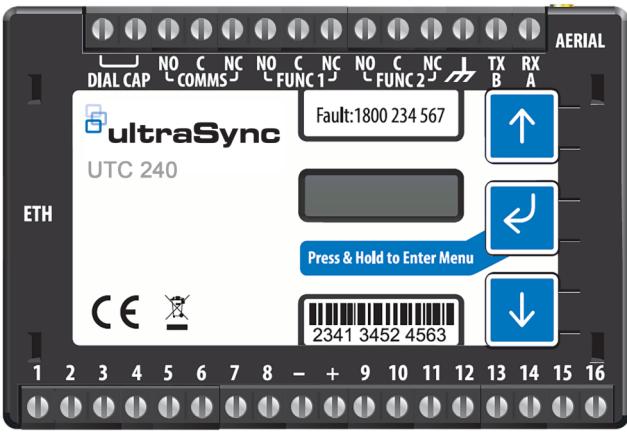 AERIAL
NO C NC NO C NC NO C NC TX RX
DIAL CAP COMMS FUNC 1 FUNC 2 B A
ultraSync
UTC 240
Fault:1800 234 567
ETH
Press & Hold to Enter Menu
CE
2341 3452 4563
1 2 3 4 5 6 7 8 – + 9 10 11 12 13 14 15 16